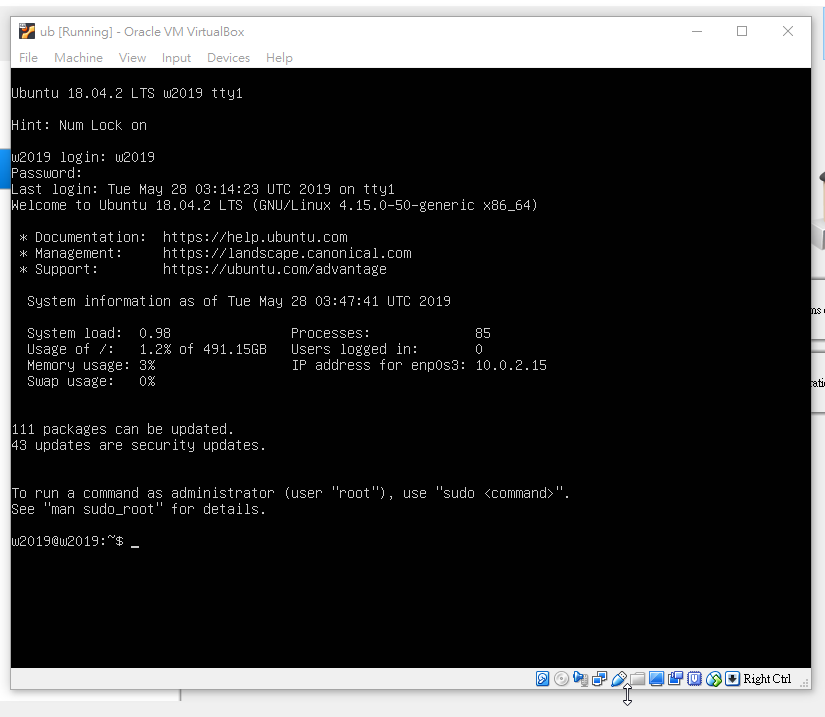 ub [Running] - Oracle VM VirtualBox
File Machine View Input Devices Help
Ubuntu 18.04.2 LTS w2019 tty1
Hint: Num Lock on
w2019 login: w2019
Password:
Last login: Tue May 28 03:14:23 UTC 2019 on tty1
Welcome to Ubuntu 18.04.2 LTS (GNU/Linux 4.15.0-50-generic x86_64)
* Documentation: https://help.ubuntu.com
* Management: https://landscape.canonical.com
* Support: https://ubuntu.com/advantage
System information as of Tue May 28 03:47:41 UTC 2019
System load: 0.98 Processes: 85
Usage of /: 1.2% of 491.15GB Users logged in: 0
Memory usage: 3% IP address for enp0s3: 10.0.2.15
Swap usage: 0%
111 packages can be updated.
43 updates are security updates.
To run a command as administrator (user "root"), use "sudo <command>".
See "man sudo_root" for details.
w2019@w2019:~$ _
Right Ctrl